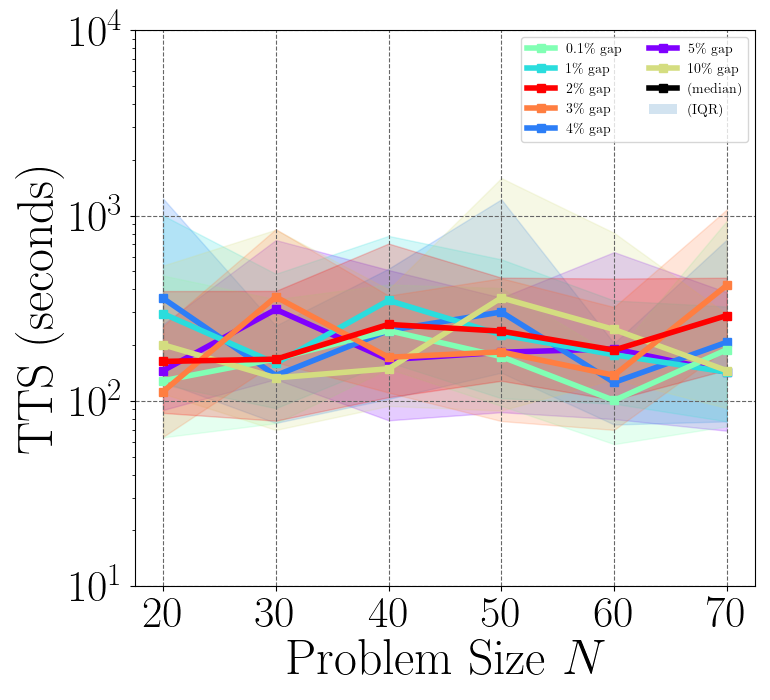 10^4
10^3
10^2
10^1
TTS (seconds)
20 30 40 50 60 70
Problem Size N
0.1% gap
1% gap
2% gap
3% gap
4% gap
5% gap
10% gap
(median)
(IQR)